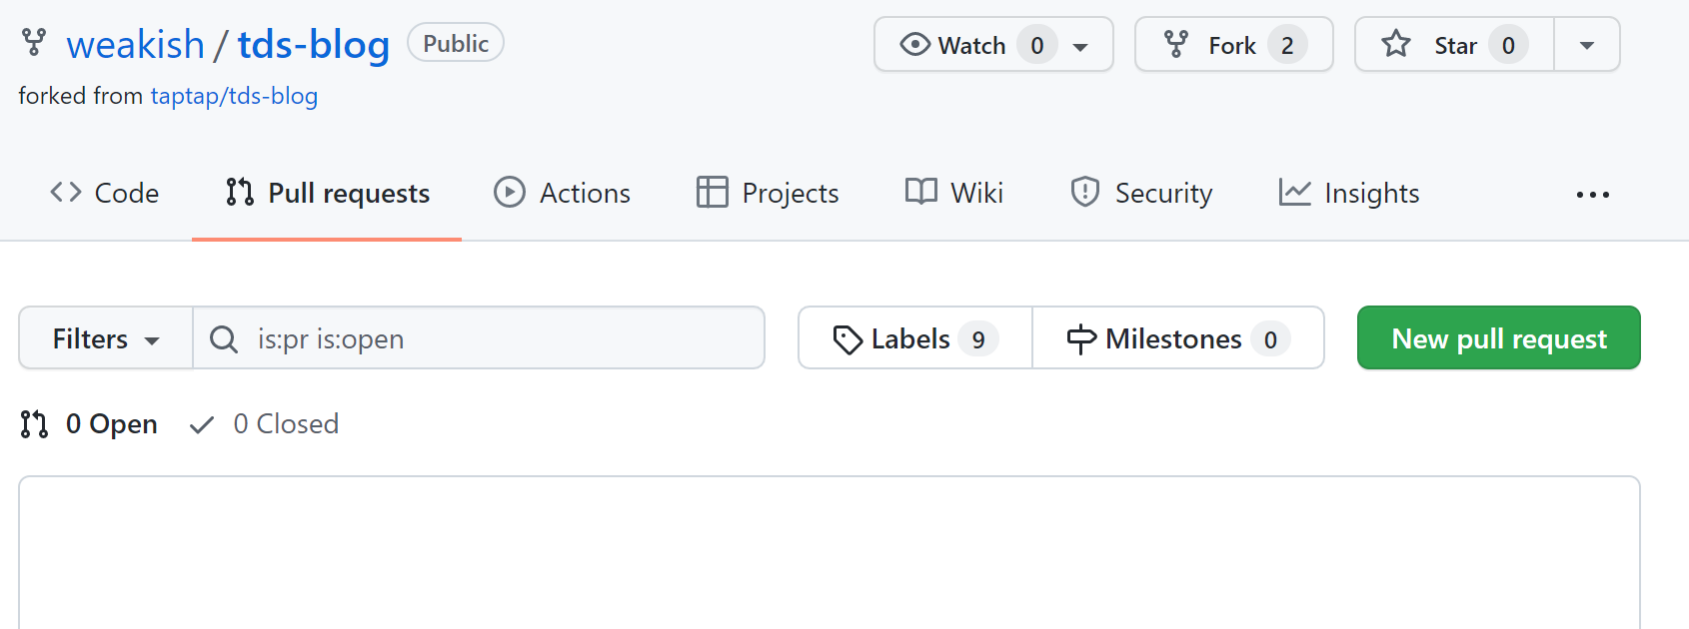 weakish / tds-blog Public Watch 0 Fork 2 Star 0
forked from taptap/tds-blog
Code Pull requests Actions Projects Wiki Security Insights ...
Filters is:pr is:open Labels 9 Milestones 0 New pull request
0 Open 0 Closed